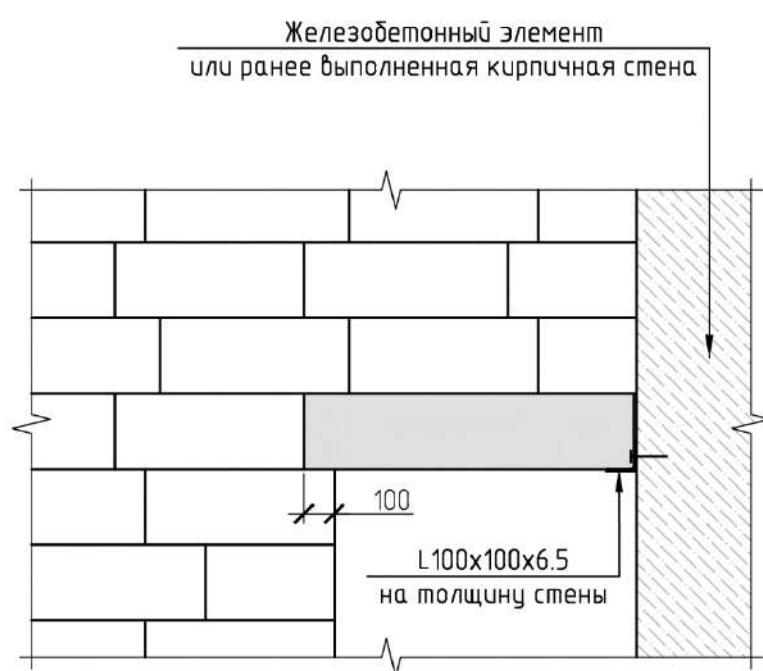 Железобетонный элемент
или ранее выполненная кирпичная стена
100
L100x100x6.5
на толщину стены